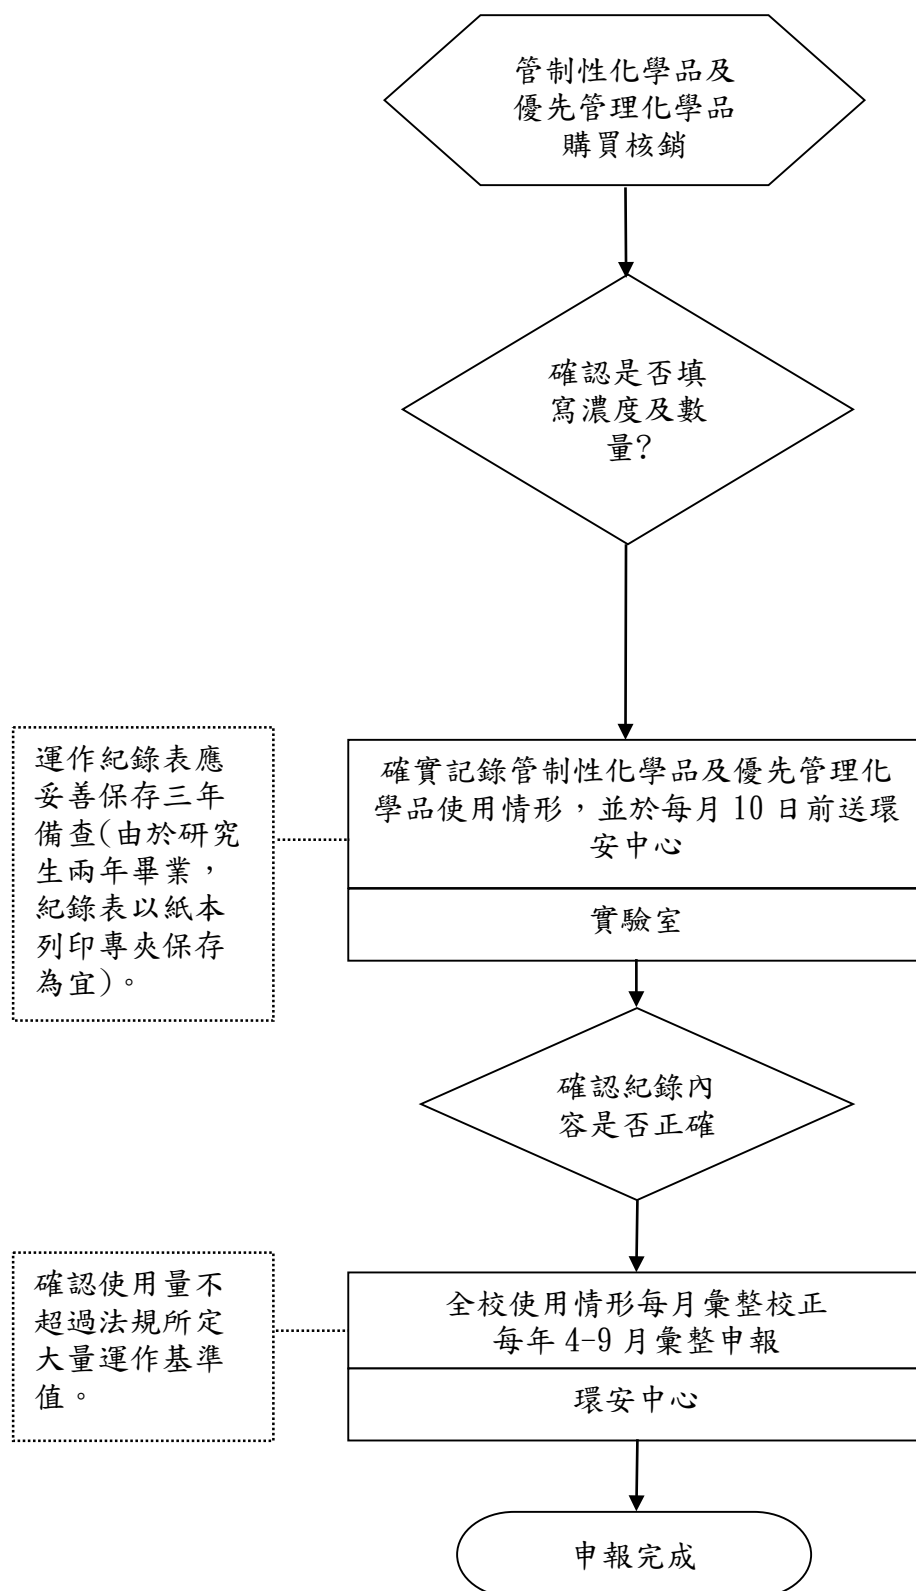 管制性化學品及
優先管理化學品
購買核銷
確認是否填
寫濃度及數
量?
運作紀錄表應
妥善保存三年
備查(由於研究
生兩年畢業，
紀錄表以紙本
列印專夾保存
為宜)。
確實記錄管制性化學品及優先管理化
學品使用情形，並於每月 10 日前送環
安中心
實驗室
確認紀錄內
容是否正確
確認使用量不
超過法規所定
大量運作基準
值。
全校使用情形每月彙整校正
每年 4-9 月彙整申報
環安中心
申報完成